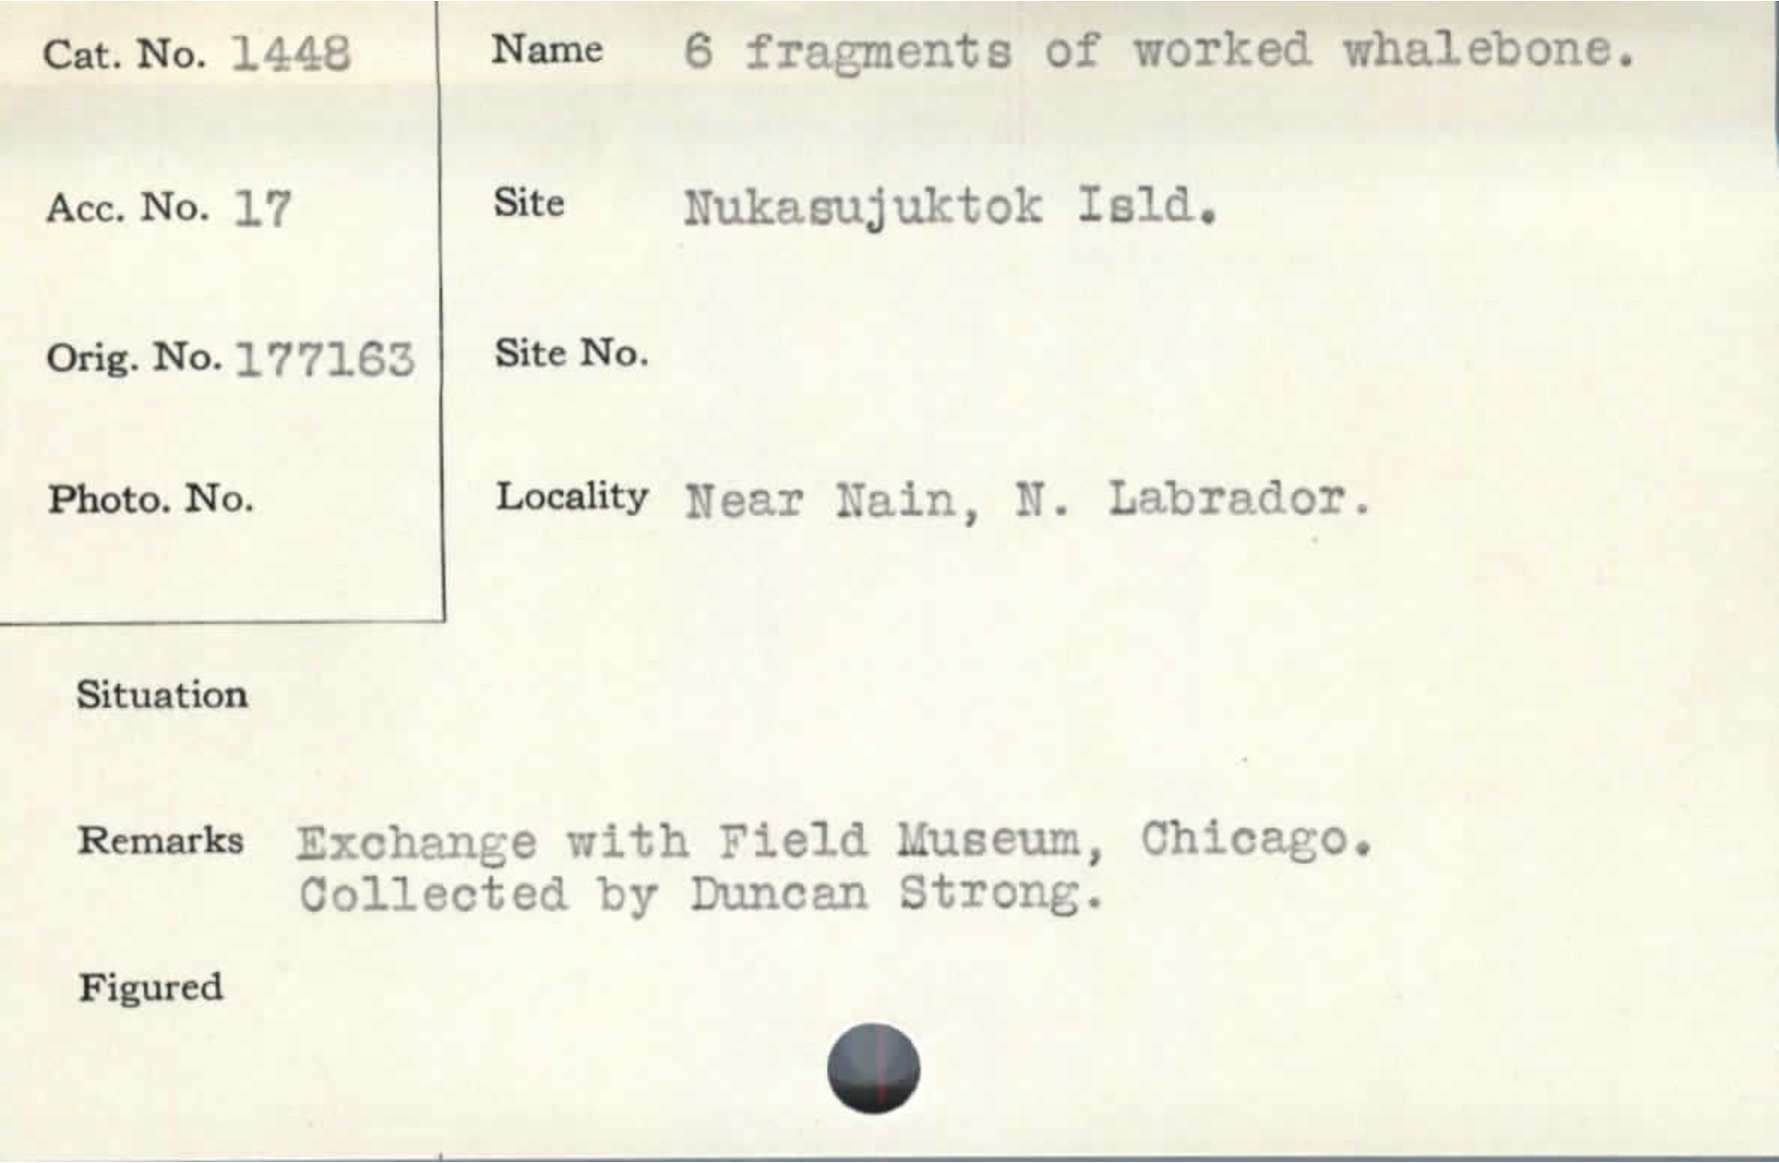 Cat. No. 1448
Name 6 fragments of worked whalebone.
Acc. No. 17
Site Nukasujuktok Isld.
Orig. No. 177163
Site No.
Photo. No.
Locality Near Nain, N. Labrador.
Situation
Remarks Exchange with Field Museum, Chicago.
Collected by Duncan Strong.
Figured